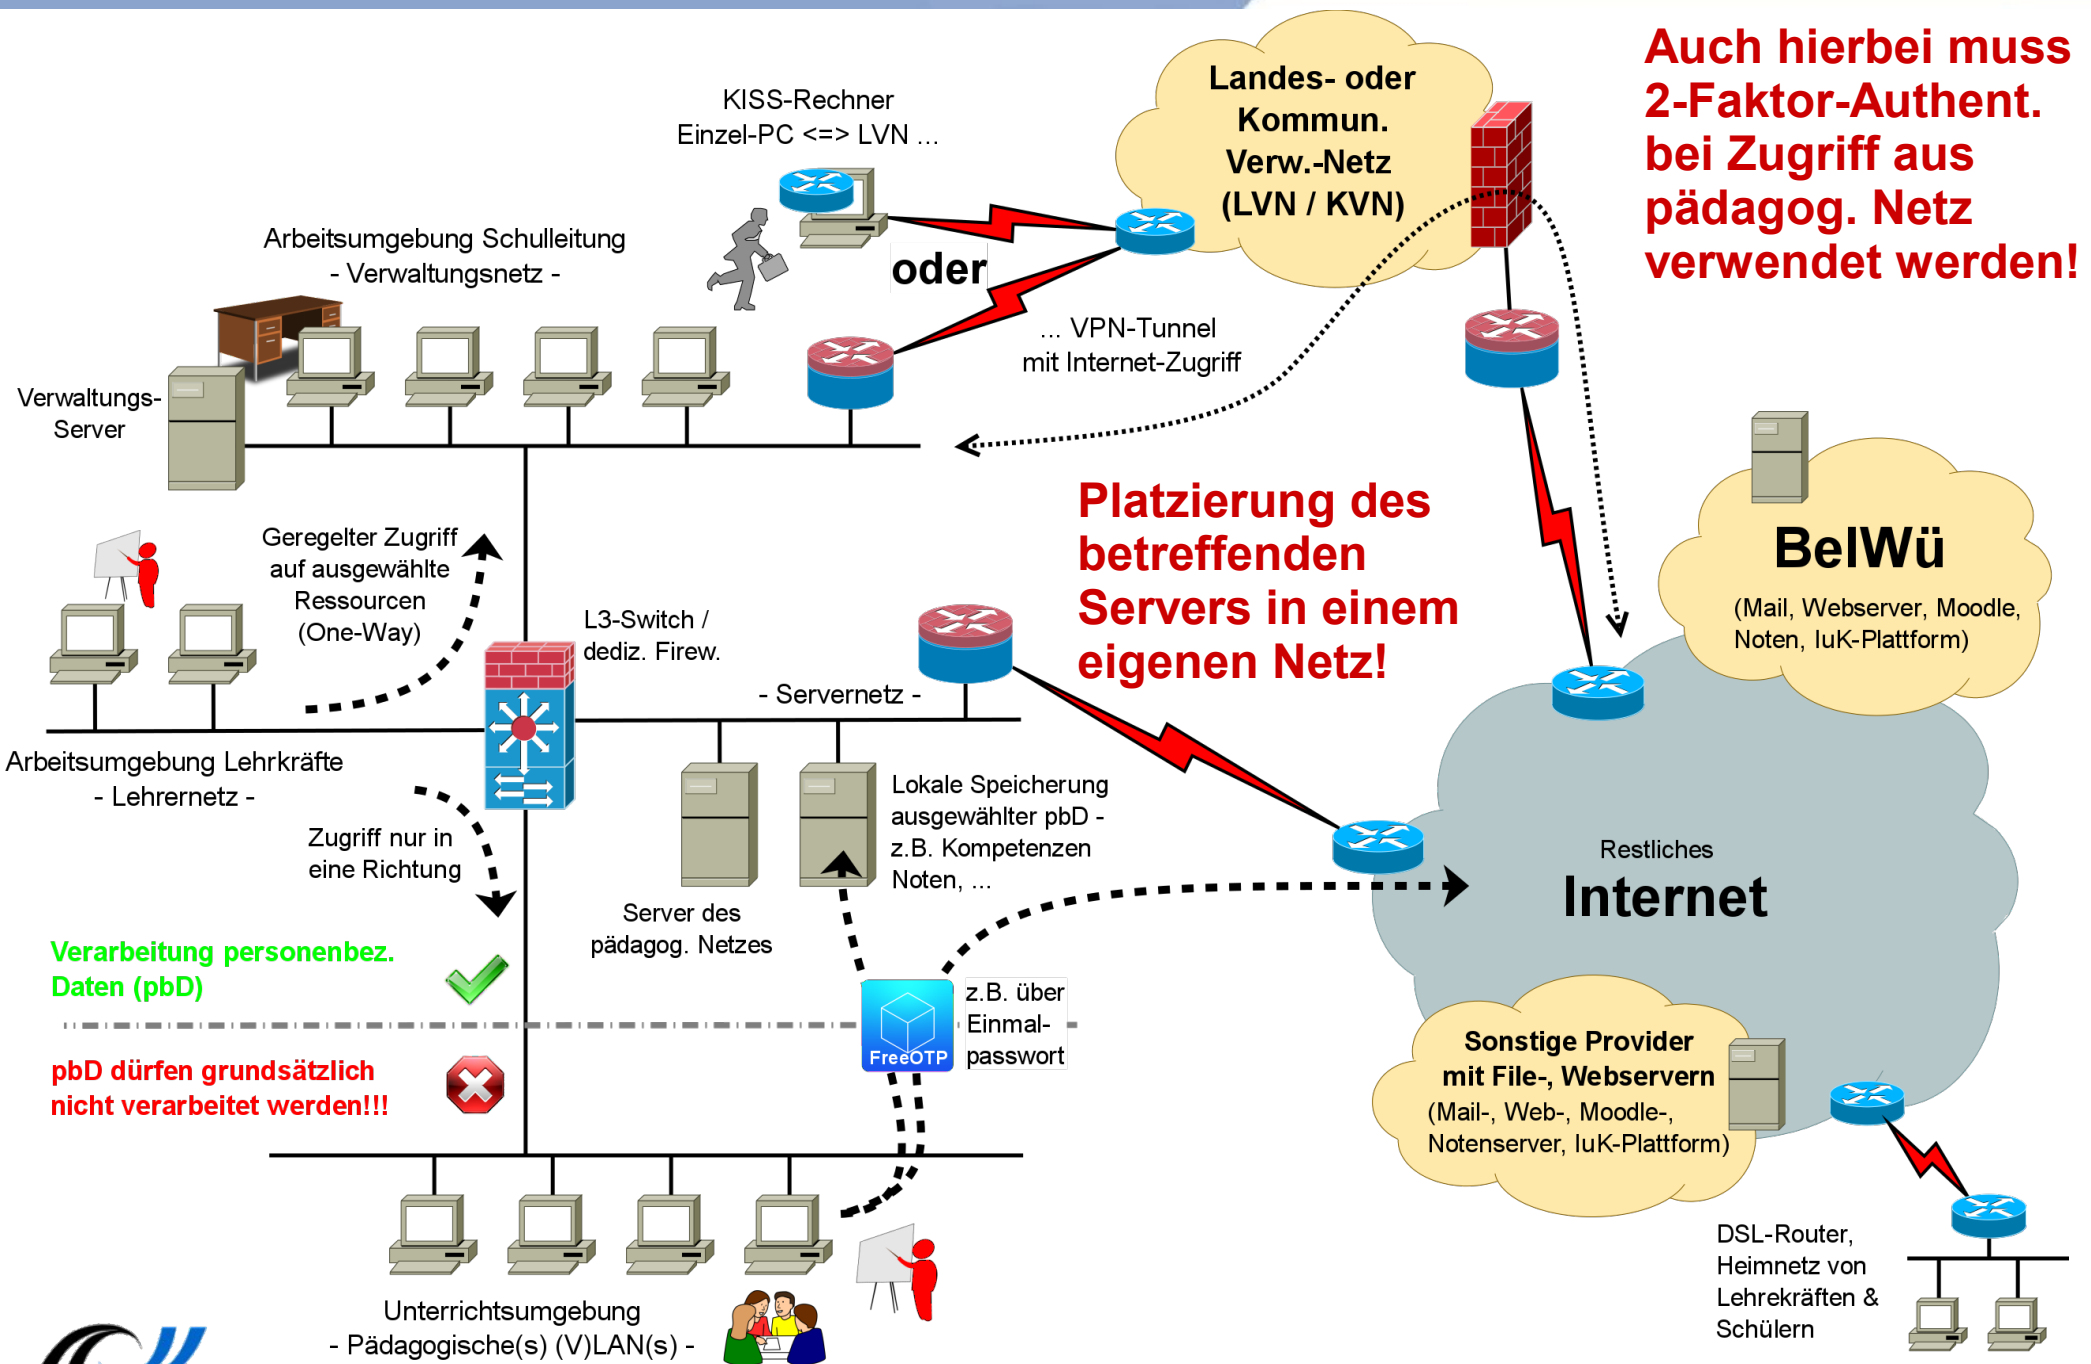 Auch hierbei muss
2-Faktor-Authent.
bei Zugriff aus
pädagog. Netz
verwendet werden!
Landes- oder
Kommun.
Verw.-Netz
(LVN / KVN)
KISS-Rechner
Einzel-PC <=> LVN ...
oder
Arbeitsumgebung Schulleitung
- Verwaltungsnetz -
... VPN-Tunnel
mit Internet-Zugriff
Verwaltungs-
Server
Platzierung des
betreffenden
Servers in einem
eigenen Netz!
BelWü
(Mail, Webserver, Moodle,
Noten, IuK-Plattform)
Geregelter Zugriff
auf ausgewählte
Ressourcen
(One-Way)
L3-Switch /
dediz. Firew.
- Servernetz -
Arbeitsumgebung Lehrkräfte
- Lehrernetz -
Zugriff nur in
eine Richtung
Lokale Speicherung
ausgewählter pbD -
z.B. Kompetenzen
Noten, ...
Server des
pädagog. Netzes
Restliches
Internet
Verarbeitung personenbez.
Daten (pbD)
z.B. über
Einmal-
passwort
FreeOTP
pbD dürfen grundsätzlich
nicht verarbeitet werden!!!
Sonstige Provider
mit File-, Webservern
(Mail-, Web-, Moodle-,
Notenserver, IuK-Plattform)
DSL-Router,
Heimnetz von
Lehrekräften &
Schülern
Unterrichtsumgebung
- Pädagogische(s) (V)LAN(s) -